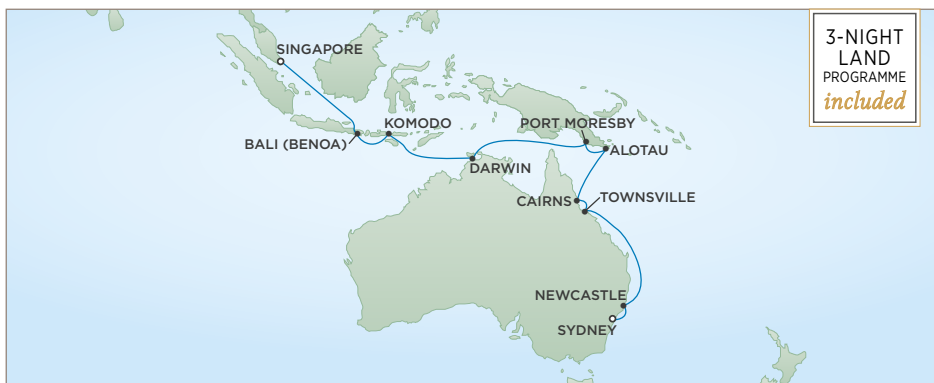 3-NIGHT
LAND
PROGRAMME
included
SINGAPORE
KOMODO
PORT MORESBY
BALI (BENOA)
ALOTAU
DARWIN
CAIRNS
TOWNSVILLE
NEWCASTLE
SYDNEY